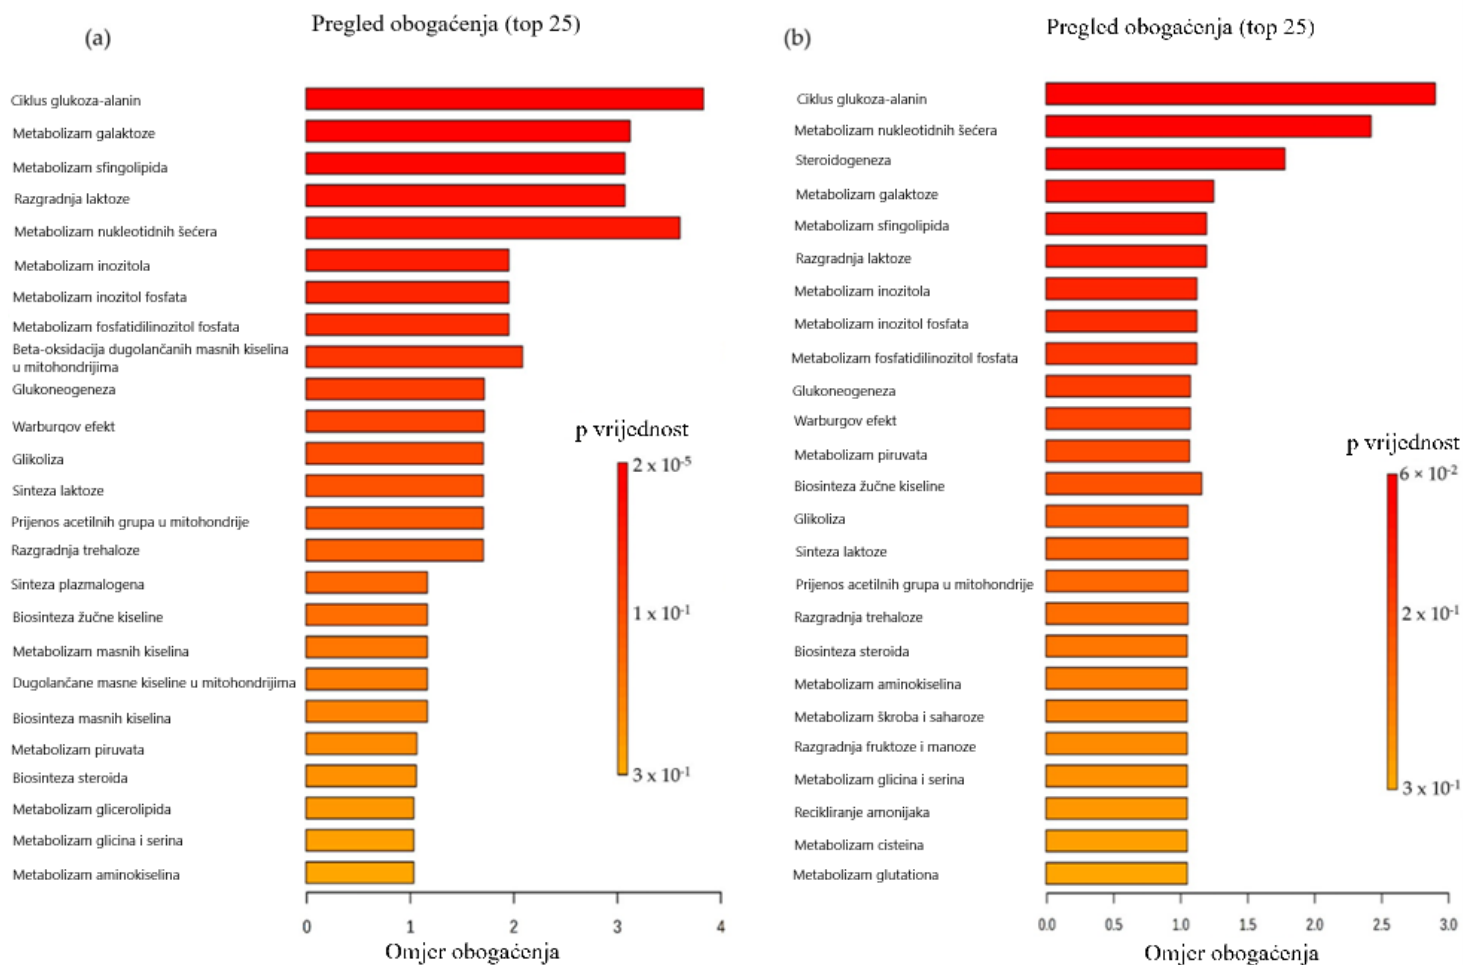 (a)
Pregled obogaćenja (top 25)
Ciklus glukoza-alanin
Metabolizam galaktoze
Metabolizam sfingolipida
Razgradnja laktoze
Metabolizam nukleotidnih šećera
Metabolizam inozitola
Metabolizam inozitol fosfata
Metabolizam fosfatidilinozitol fosfata
Beta-oksidacija dugolančanih masnih kiselina
u mitohondrijima
Glukoneogeneza
Warburgov efekt
Glikoliza
Sinteza laktoze
Prijenos acetilnih grupa u mitohondrije
Razgradnja trehaloze
Sinteza plazmalogena
Biosinteza žučne kiseline
Metabolizam masnih kiselina
Dugolančane masne kiseline u mitohondrijima
Biosinteza masnih kiselina
Metabolizam piruvata
Biosinteza steroida
Metabolizam glicerolipida
Metabolizam glicina i serina
Metabolizam aminokiselina
p vrijednost
2 x 10⁻⁵
1 x 10⁻¹
3 x 10⁻¹
0 1 2 3 4
Omjer obogaćenja
(b)
Pregled obogaćenja (top 25)
Ciklus glukoza-alanin
Metabolizam nukleotidnih šećera
Steroidogeneza
Metabolizam galaktoze
Metabolizam sfingolipida
Razgradnja laktoze
Metabolizam inozitola
Metabolizam inozitol fosfata
Metabolizam fosfatidilinozitol fosfata
Glukoneogeneza
Warburgov efekt
Metabolizam piruvata
Biosinteza žučne kiseline
Glikoliza
Sinteza laktoze
Prijenos acetilnih grupa u mitohondrije
Razgradnja trehaloze
Biosinteza steroida
Metabolizam aminokiselina
Metabolizam škroba i saharoze
Razgradnja fruktoze i manoze
Metabolizam glicina i serina
Recikliranje amonijaka
Metabolizam cisteina
Metabolizam glutationa
p vrijednost
6 × 10⁻²
2 x 10⁻¹
3 x 10⁻¹
0.0 0.5 1.0 1.5 2.0 2.5 3.0
Omjer obogaćenja